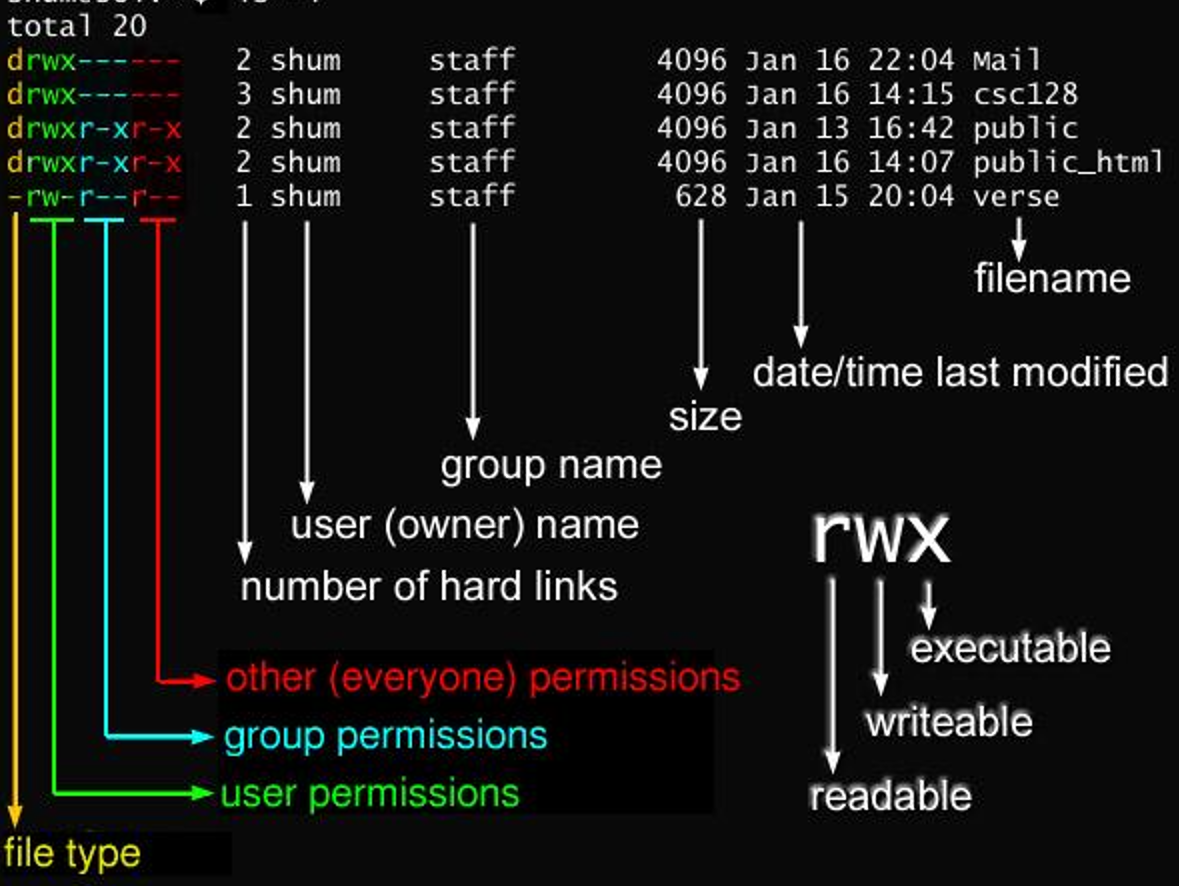 total 20
drwx------ 2 shum staff 4096 Jan 16 22:04 Mail
drwx------ 3 shum staff 4096 Jan 16 14:15 csc128
drwxr-xr-x 2 shum staff 4096 Jan 13 16:42 public
drwxr-xr-x 2 shum staff 4096 Jan 16 14:07 public_html
-rw-r--r-- 1 shum staff 628 Jan 15 20:04 verse
filename
date/time last modified
size
group name
user (owner) name
number of hard links
rwx
executable
writeable
readable
other (everyone) permissions
group permissions
user permissions
file type